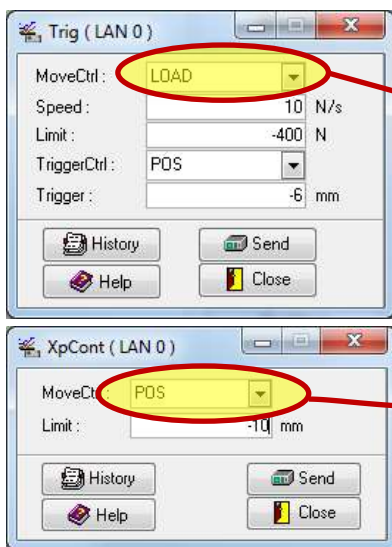 Trig ( LAN 0 )
MoveCtrl : LOAD
Speed : 10 N/s
Limit : -400 N
TriggerCtrl : POS
Trigger : -6 mm
History Send
Help Close
XpCont ( LAN 0 )
MoveCt POS
Limit : -10 mm
History Send
Help Close